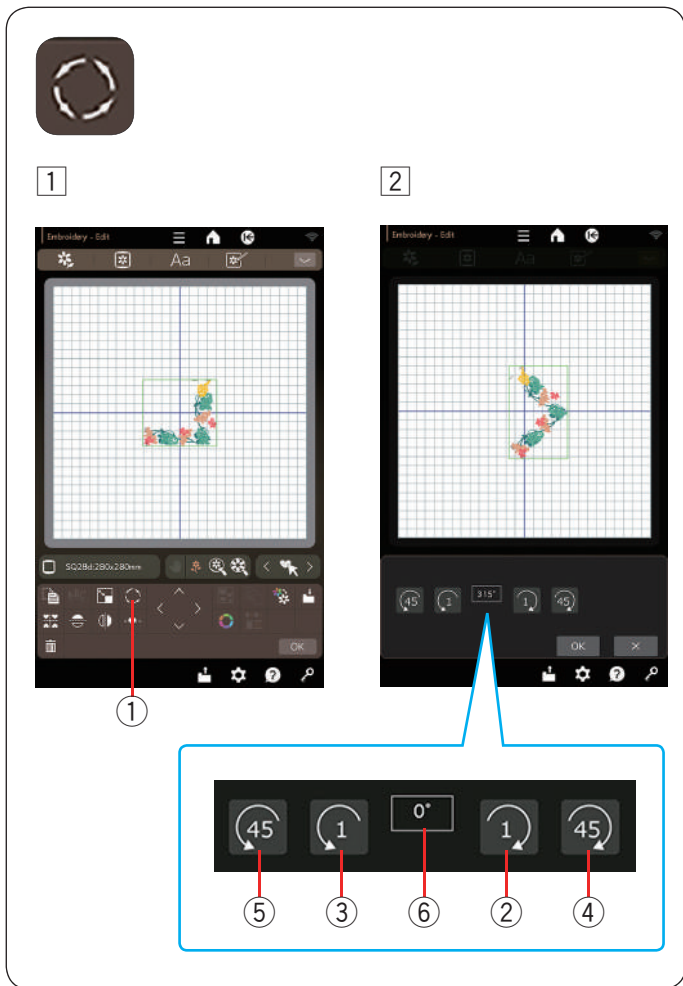 1
2
Embroidery - Edit
Aa
SQ28d:280x280mm
ABC
OK
①
Embroidery - Edit
Aa
45
1
315°
1
45
OK
×
45
1
0°
1
45
⑤
③
⑥
②
④